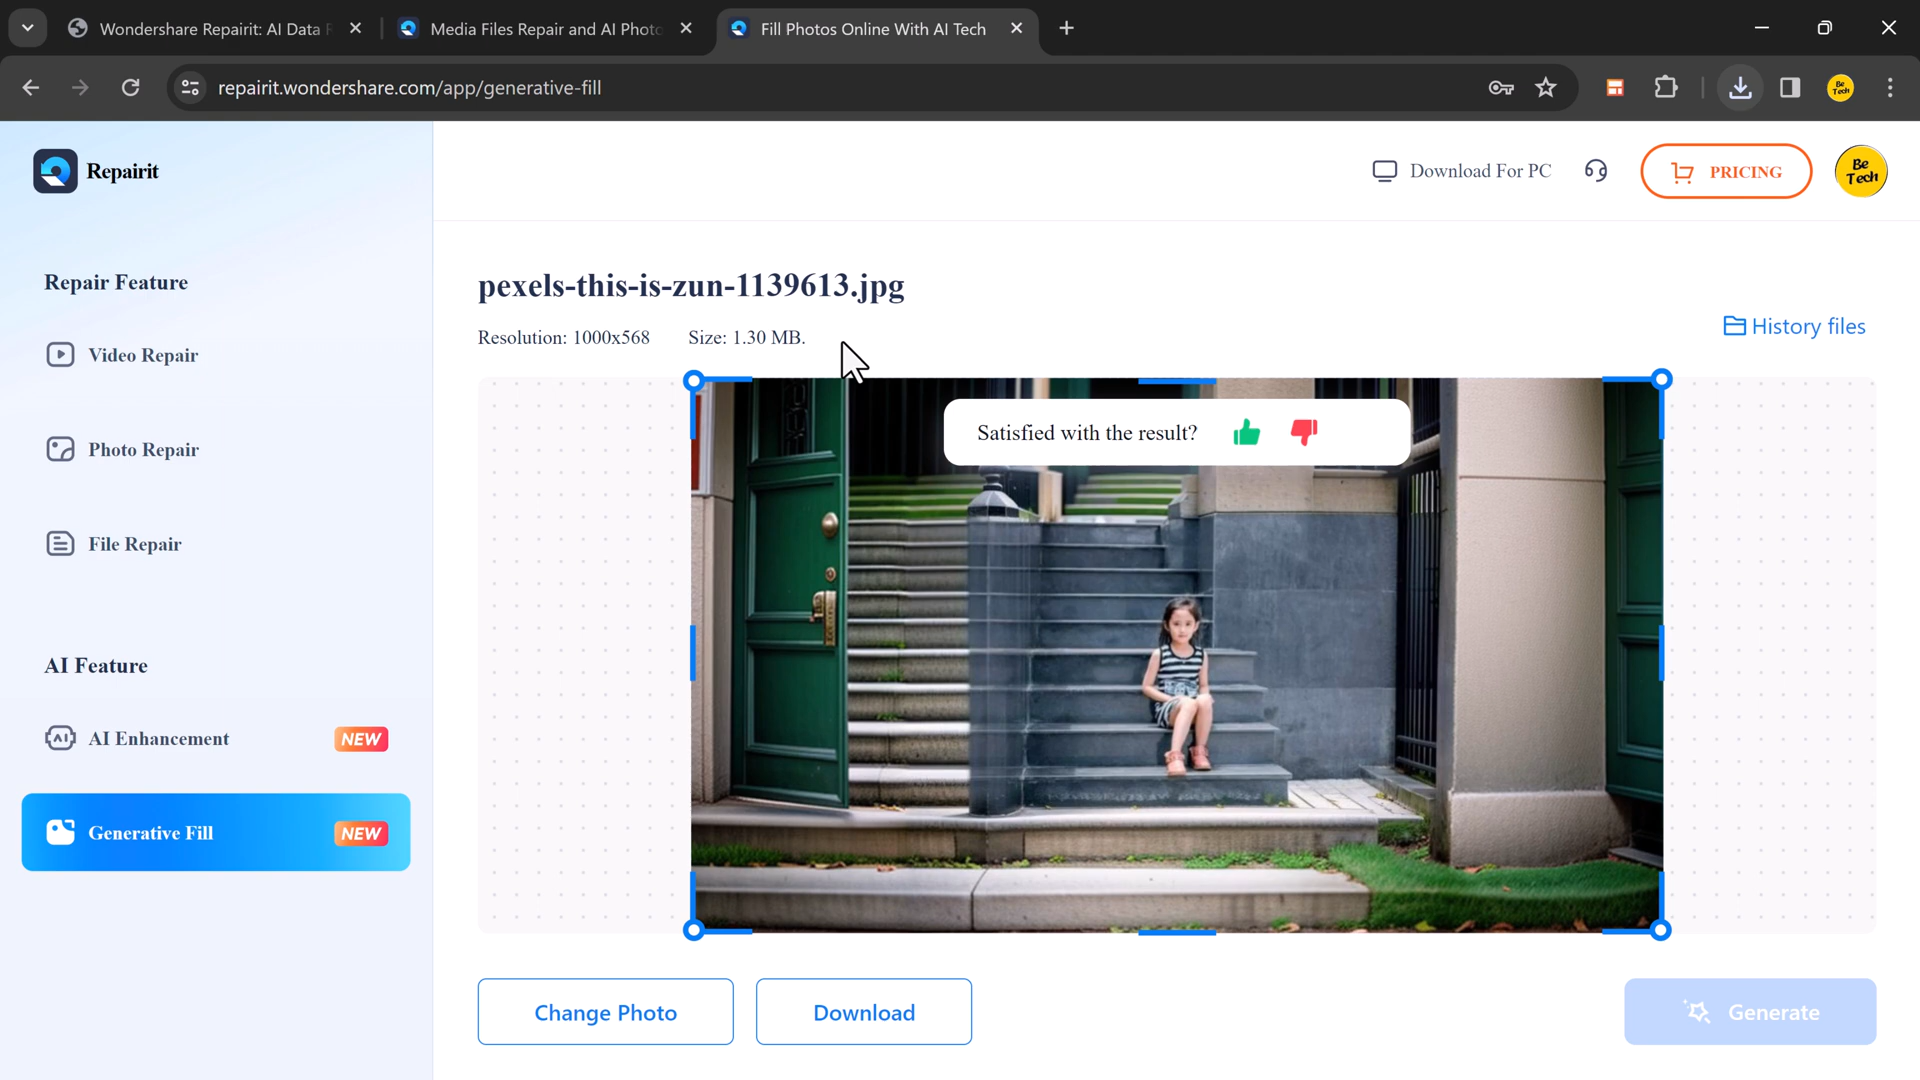 Wondershare Repairit: AI Data R
Media Files Repair and AI Photo
Fill Photos Online With AI Tech
repairit.wondershare.com/app/generative-fill
Be Tech
Repairit
Download For PC
PRICING
Be
Tech
Repair Feature
Video Repair
Photo Repair
File Repair
AI Feature
AI Enhancement NEW
Generative Fill NEW
pexels-this-is-zun-1139613.jpg
Resolution: 1000x568 Size: 1.30 MB.
History files
Satisfied with the result?
Change Photo
Download
Generate